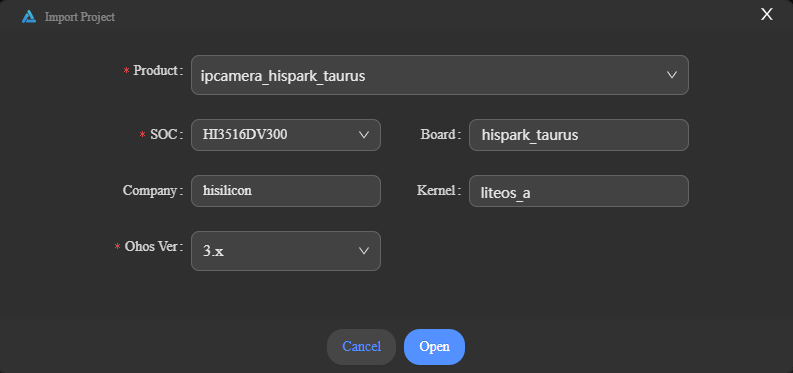 Import Project X
* Product: ipcamera_hispark_taurus
* SOC: HI3516DV300 Board: hispark_taurus
Company: hisilicon Kernel: liteos_a
* Ohos Ver: 3.x
Cancel Open